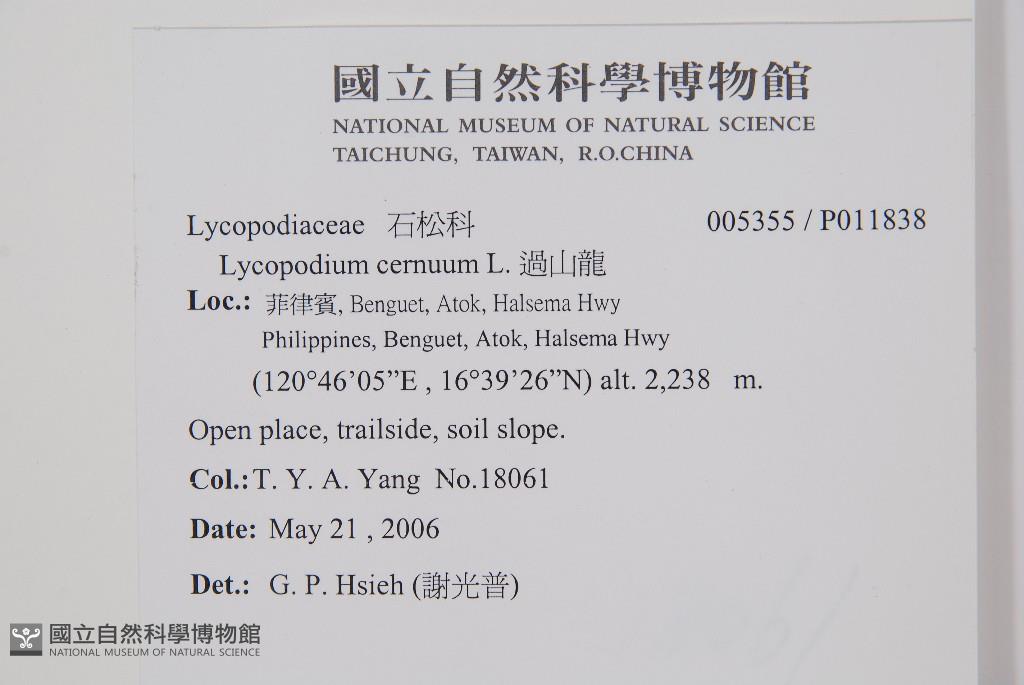 國立自然科學博物館
NATIONAL MUSEUM OF NATURAL SCIENCE
TAICHUNG, TAIWAN, R.O.CHINA
Lycopodiaceae 石松科 005355 / P011838
Lycopodium cernuum L. 過山龍
Loc.: 菲律賓, Benguet, Atok, Halsema Hwy
Philippines, Benguet, Atok, Halsema Hwy
(120°46’05”E , 16°39’26”N) alt. 2,238 m.
Open place, trailside, soil slope.
Col.: T. Y. A. Yang No.18061
Date: May 21 , 2006
Det.: G. P. Hsieh (謝光普)
國立自然科學博物館
NATIONAL MUSEUM OF NATURAL SCIENCE